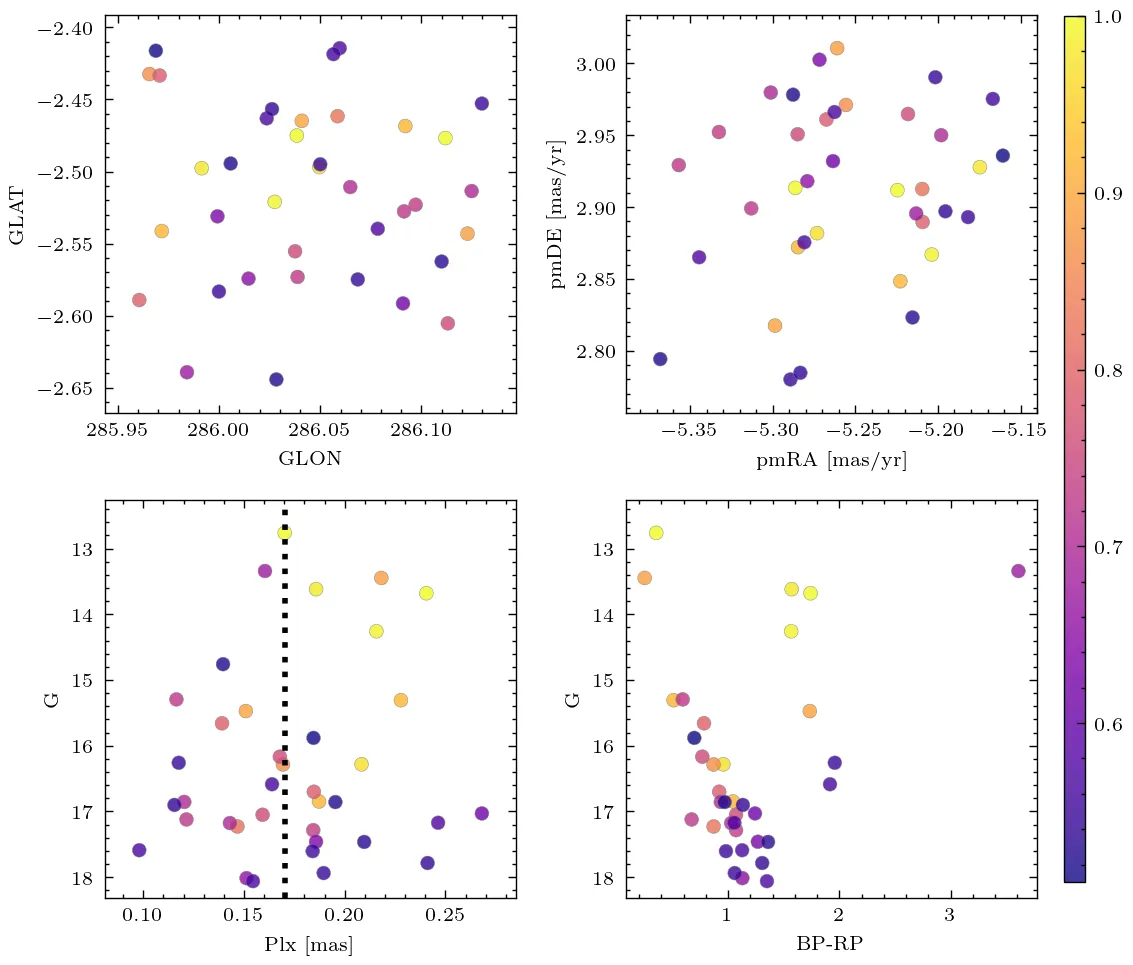 −2.40
−2.45
−2.50
−2.55
−2.60
−2.65
GLAT
285.95 286.00 286.05 286.10
GLON
3.00
2.95
2.90
2.85
2.80
pmDE [mas/yr]
−5.35 −5.30 −5.25 −5.20 −5.15
pmRA [mas/yr]
13
14
15
16
17
18
G
0.10 0.15 0.20 0.25
Plx [mas]
13
14
15
16
17
18
G
1 2 3
BP-RP
1.0
0.9
0.8
0.7
0.6